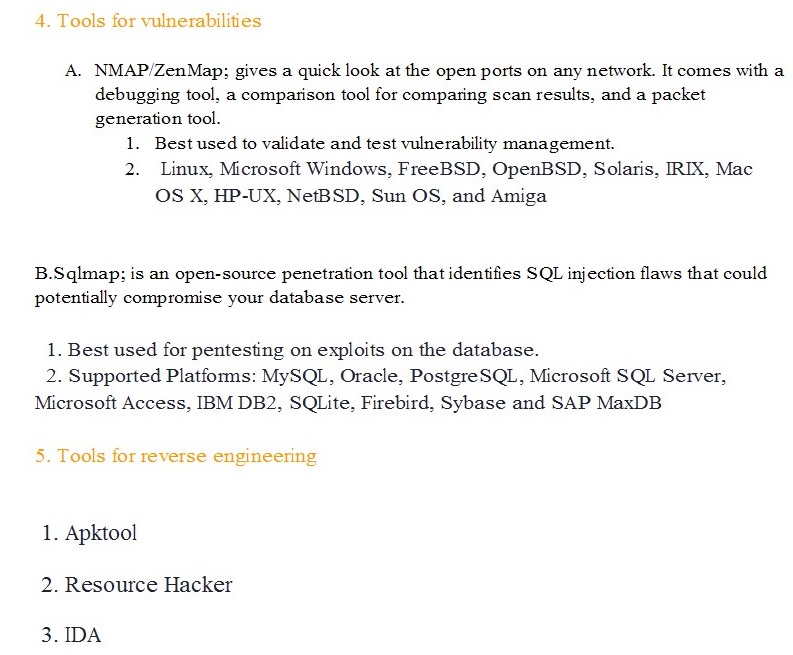 4. Tools for vulnerabilities
A. NMAP/ZenMap; gives a quick look at the open ports on any network. It comes with a
debugging tool, a comparison tool for comparing scan results, and a packet
generation tool.
1. Best used to validate and test vulnerability management.
2. Linux, Microsoft Windows, FreeBSD, OpenBSD, Solaris, IRIX, Mac
OS X, HP-UX, NetBSD, Sun OS, and Amiga
B.Sqlmap; is an open-source penetration tool that identifies SQL injection flaws that could
potentially compromise your database server.
1. Best used for pentesting on exploits on the database.
2. Supported Platforms: MySQL, Oracle, PostgreSQL, Microsoft SQL Server,
Microsoft Access, IBM DB2, SQLite, Firebird, Sybase and SAP MaxDB
5. Tools for reverse engineering
1. Apktool
2. Resource Hacker
3. IDA